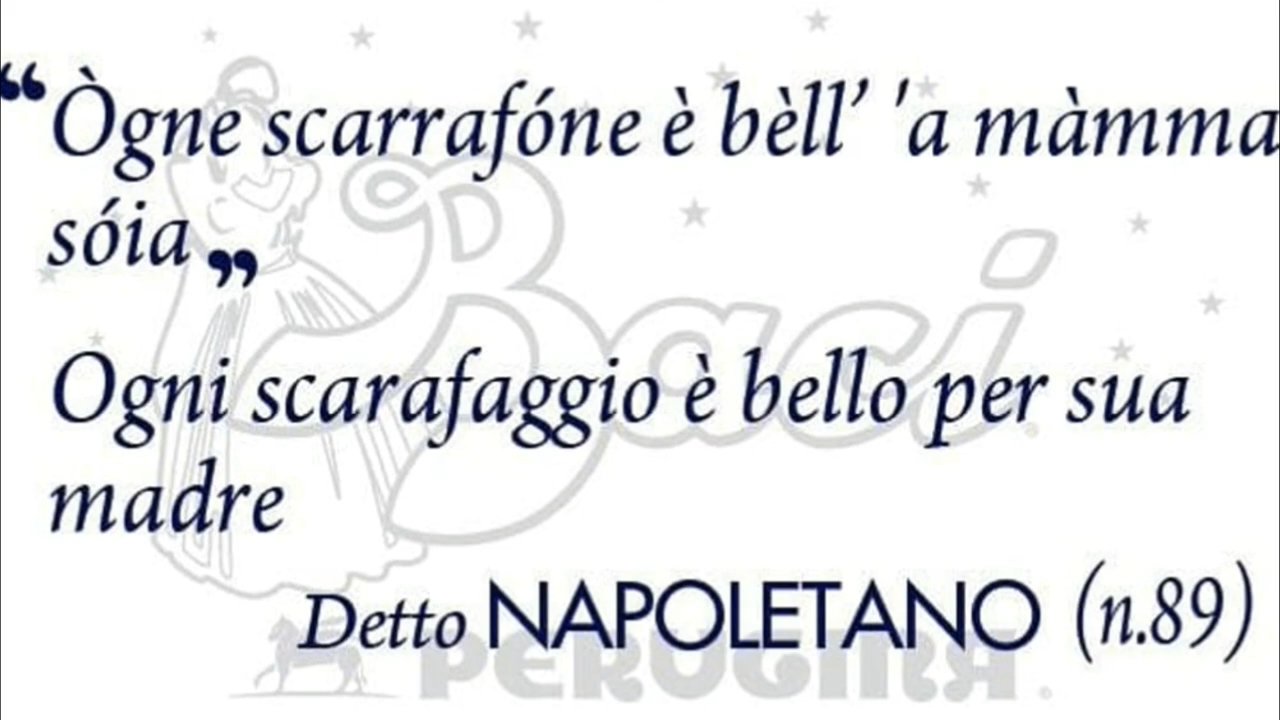 “Ògne scarrafóne è bèll’ 'a màmma
sóia”
Ogni scarafaggio è bello per sua
madre
Detto NAPOLETANO (n.89)
Baci
PERUGINA